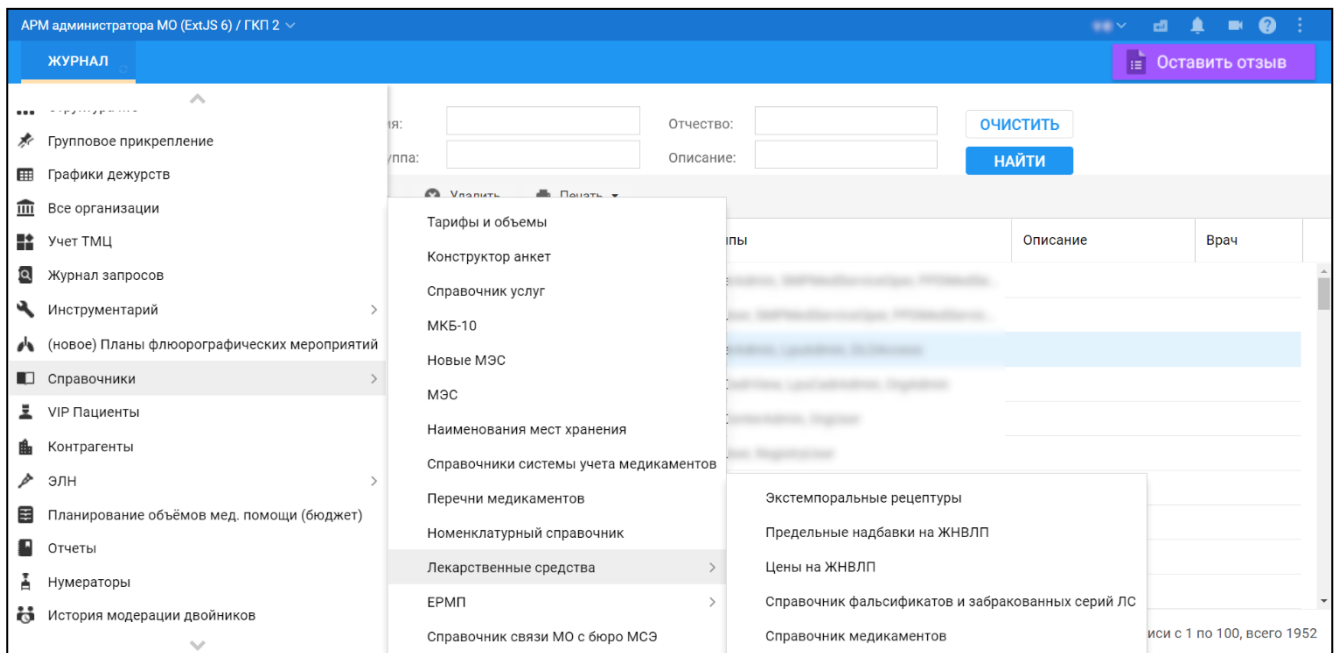 АРМ администратора МО (ExtJS 6) / ГКП 2
ЖУРНАЛ
Оставить отзыв
Групповое прикрепление
Графики дежурств
Все организации
Учет ТМЦ
Журнал запросов
Инструментарий
(новое) Планы флюорографических мероприятий
Справочники
VIP Пациенты
Контрагенты
ЭЛН
Планирование объёмов мед. помощи (бюджет)
Отчеты
Нумераторы
История модерации двойников
Отчество:
ОЧИСТИТЬ
Описание:
НАЙТИ
Удалить
Печать
Описание
Врач
Тарифы и объемы
Конструктор анкет
Справочник услуг
МКБ-10
Новые МЭС
МЭС
Наименования мест хранения
Справочники системы учета медикаментов
Перечни медикаментов
Номенклатурный справочник
Лекарственные средства
ЕРМП
Справочник связи МО с бюро МСЭ
Экстемпоральные рецептуры
Предельные надбавки на ЖНВЛП
Цены на ЖНВЛП
Справочник фальсификатов и забракованных серий ЛС
Справочник медикаментов
с 1 по 100, всего 1952